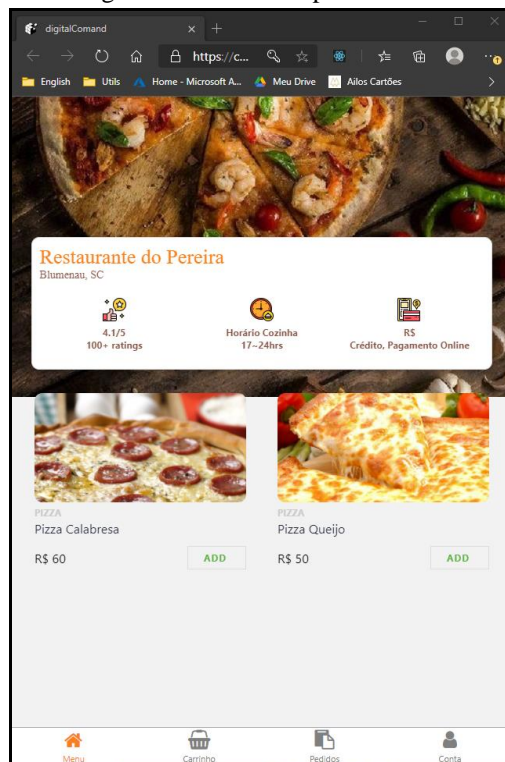 digitalComand
https://c...
English
Utils
Home - Microsoft A...
Meu Drive
Ailos Cartões
Restaurante do Pereira
Blumenau, SC
4.1/5
100+ ratings
Horário Cozinha
17~24hrs
R$
Crédito, Pagamento Online
PIZZA
Pizza Calabresa
R$ 60
ADD
PIZZA
Pizza Queijo
R$ 50
ADD
Menu
Carrinho
Pedidos
Conta